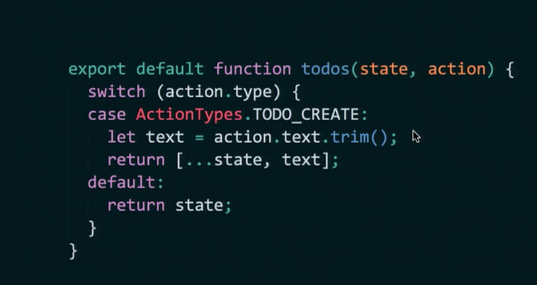 export default function todos(state, action) {
  switch (action.type) {
  case ActionTypes.TODO_CREATE:
    let text = action.text.trim();
    return [...state, text];
  default:
    return state;
  }
}